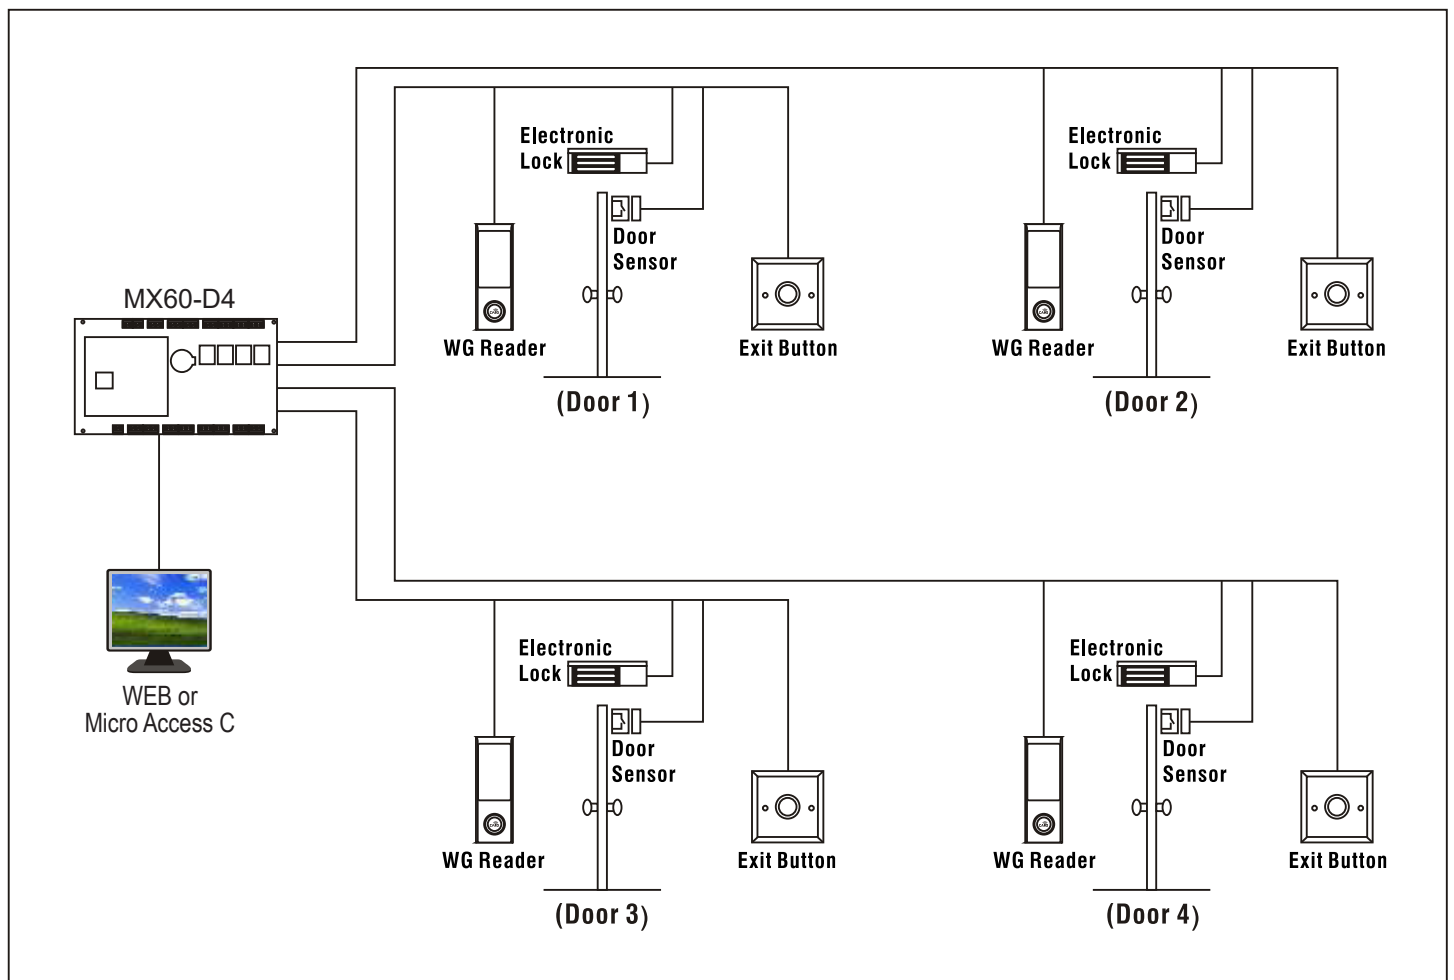 Electronic
Lock
Door
Sensor
WG Reader
Exit Button
(Door 1)
Electronic
Lock
Door
Sensor
WG Reader
Exit Button
(Door 2)
MX60-D4
WEB or
Micro Access C
Electronic
Lock
Door
Sensor
WG Reader
Exit Button
(Door 3)
Electronic
Lock
Door
Sensor
WG Reader
Exit Button
(Door 4)